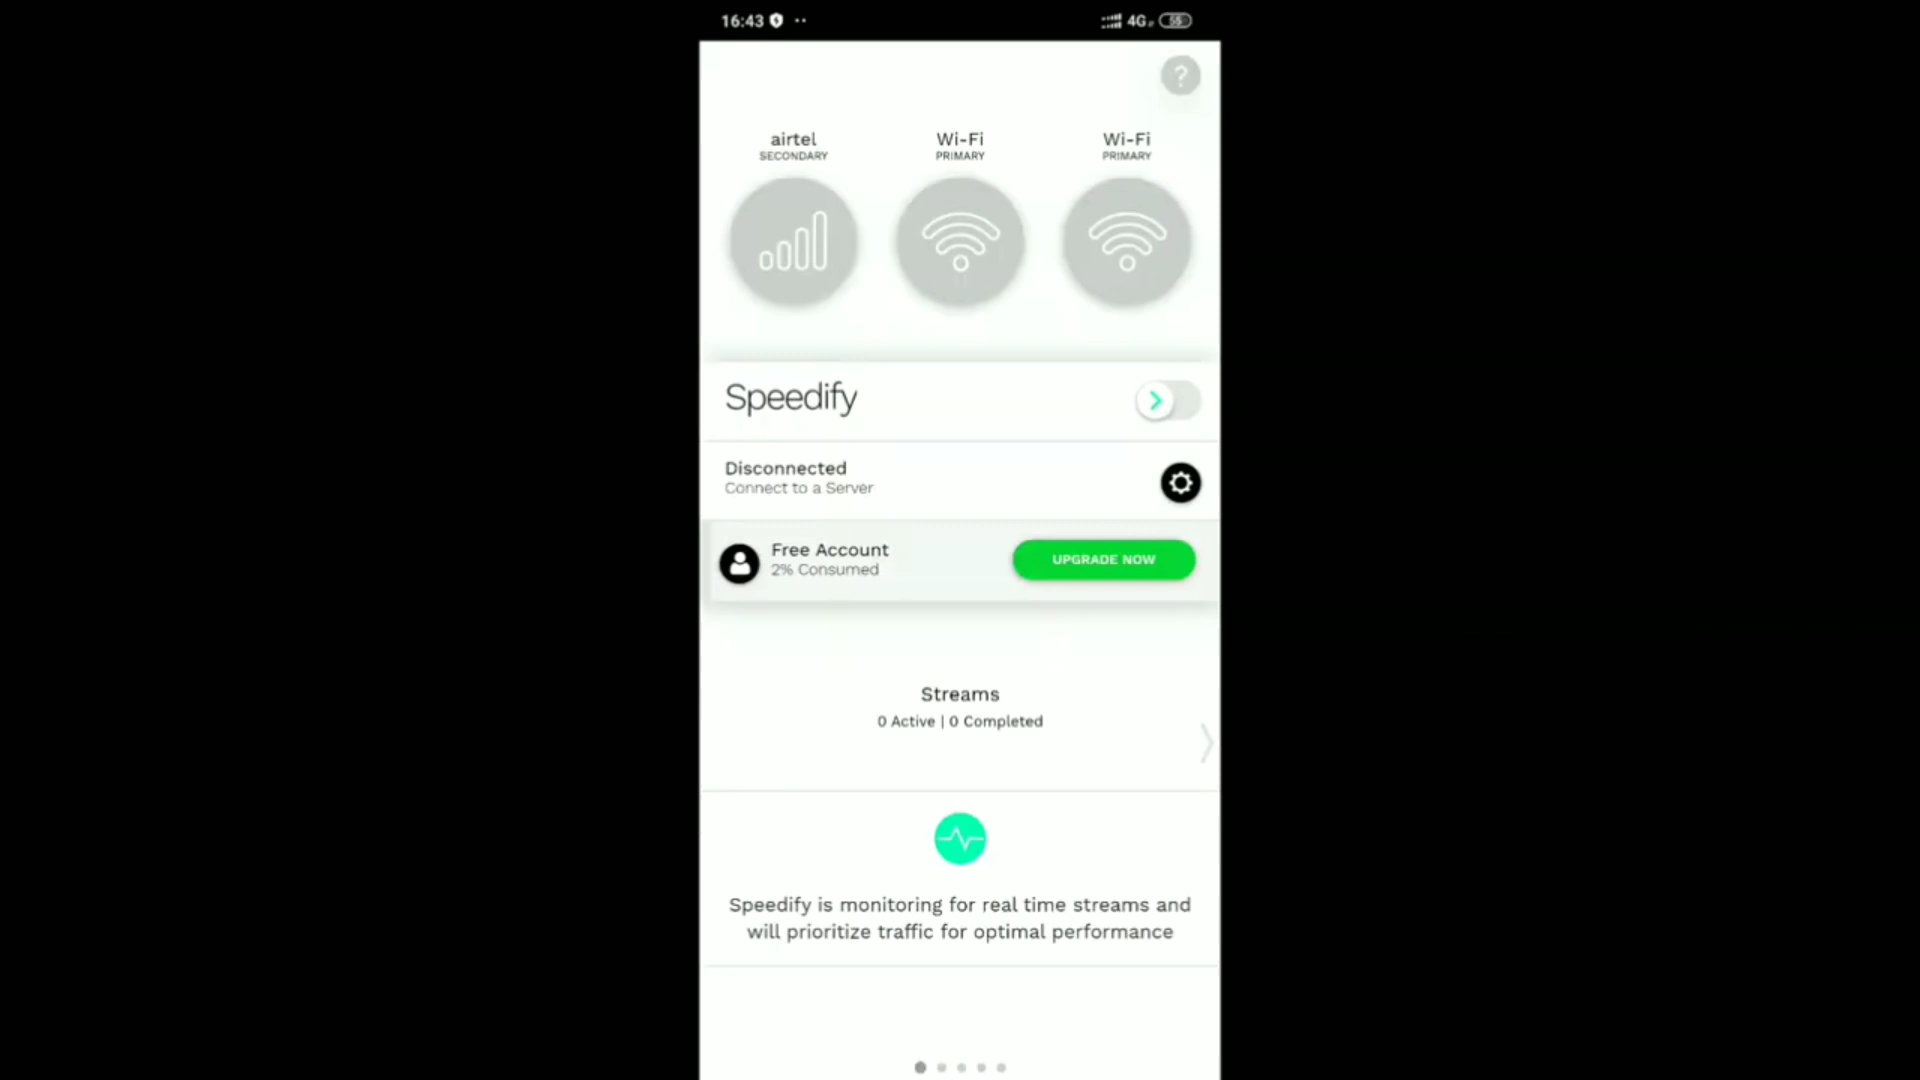 16:43
4G
55
?
airtel
SECONDARY
Wi-Fi
PRIMARY
Wi-Fi
PRIMARY
Speedify
Disconnected
Connect to a Server
Free Account
2% Consumed
UPGRADE NOW
Streams
0 Active | 0 Completed
Speedify is monitoring for real time streams and
will prioritize traffic for optimal performance